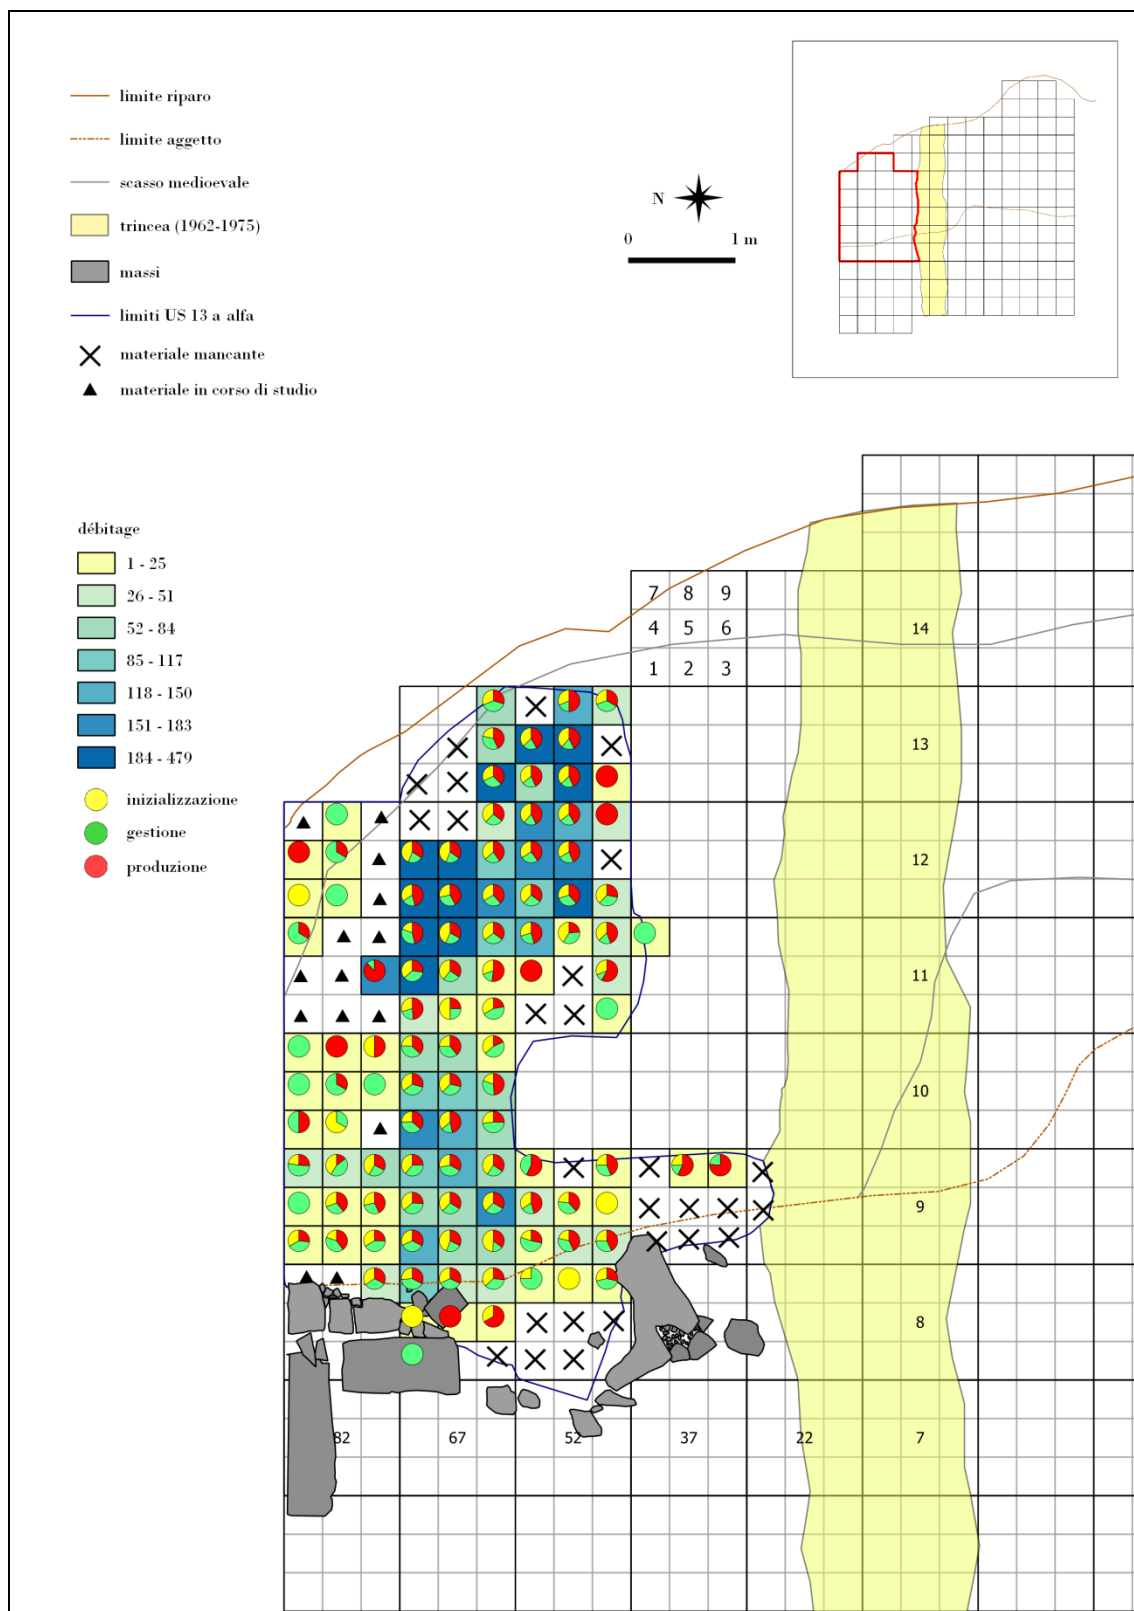 limite riparo
limite aggetto
scasso medioevale
trincea (1962-1975)
massi
limiti US 13 a alfa
materiale mancante
materiale in corso di studio
N
0 1 m
débitage
1 - 25
26 - 51
52 - 84
85 - 117
118 - 150
151 - 183
184 - 479
inizializzazione
gestione
produzione
7 8 9
4 5 6
1 2 3
14
13
12
11
10
9
8
82 67 52 37 22 7